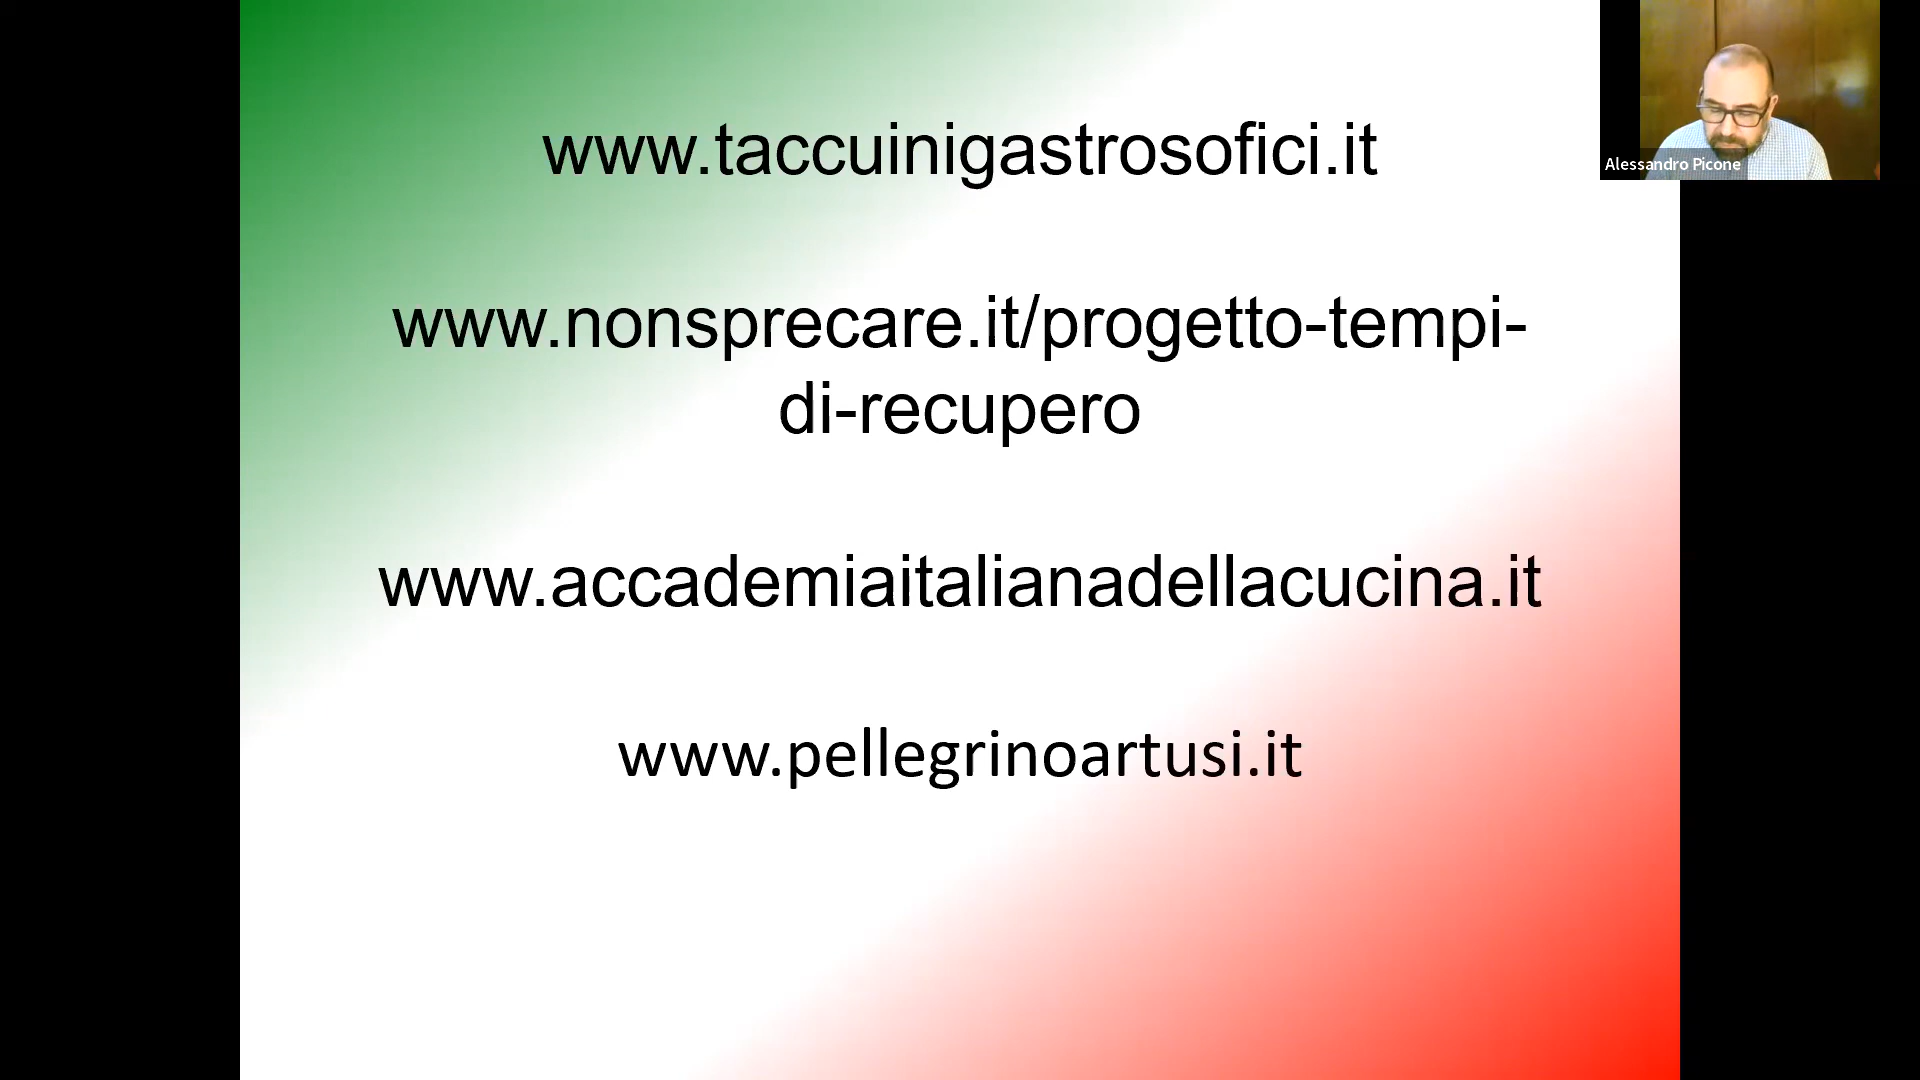 www.taccuinigastrosofici.it
www.nonsprecare.it/progetto-tempi-
di-recupero
www.accademiaitalianadellacucina.it
www.pellegrinoartusi.it
Alessandro Picone